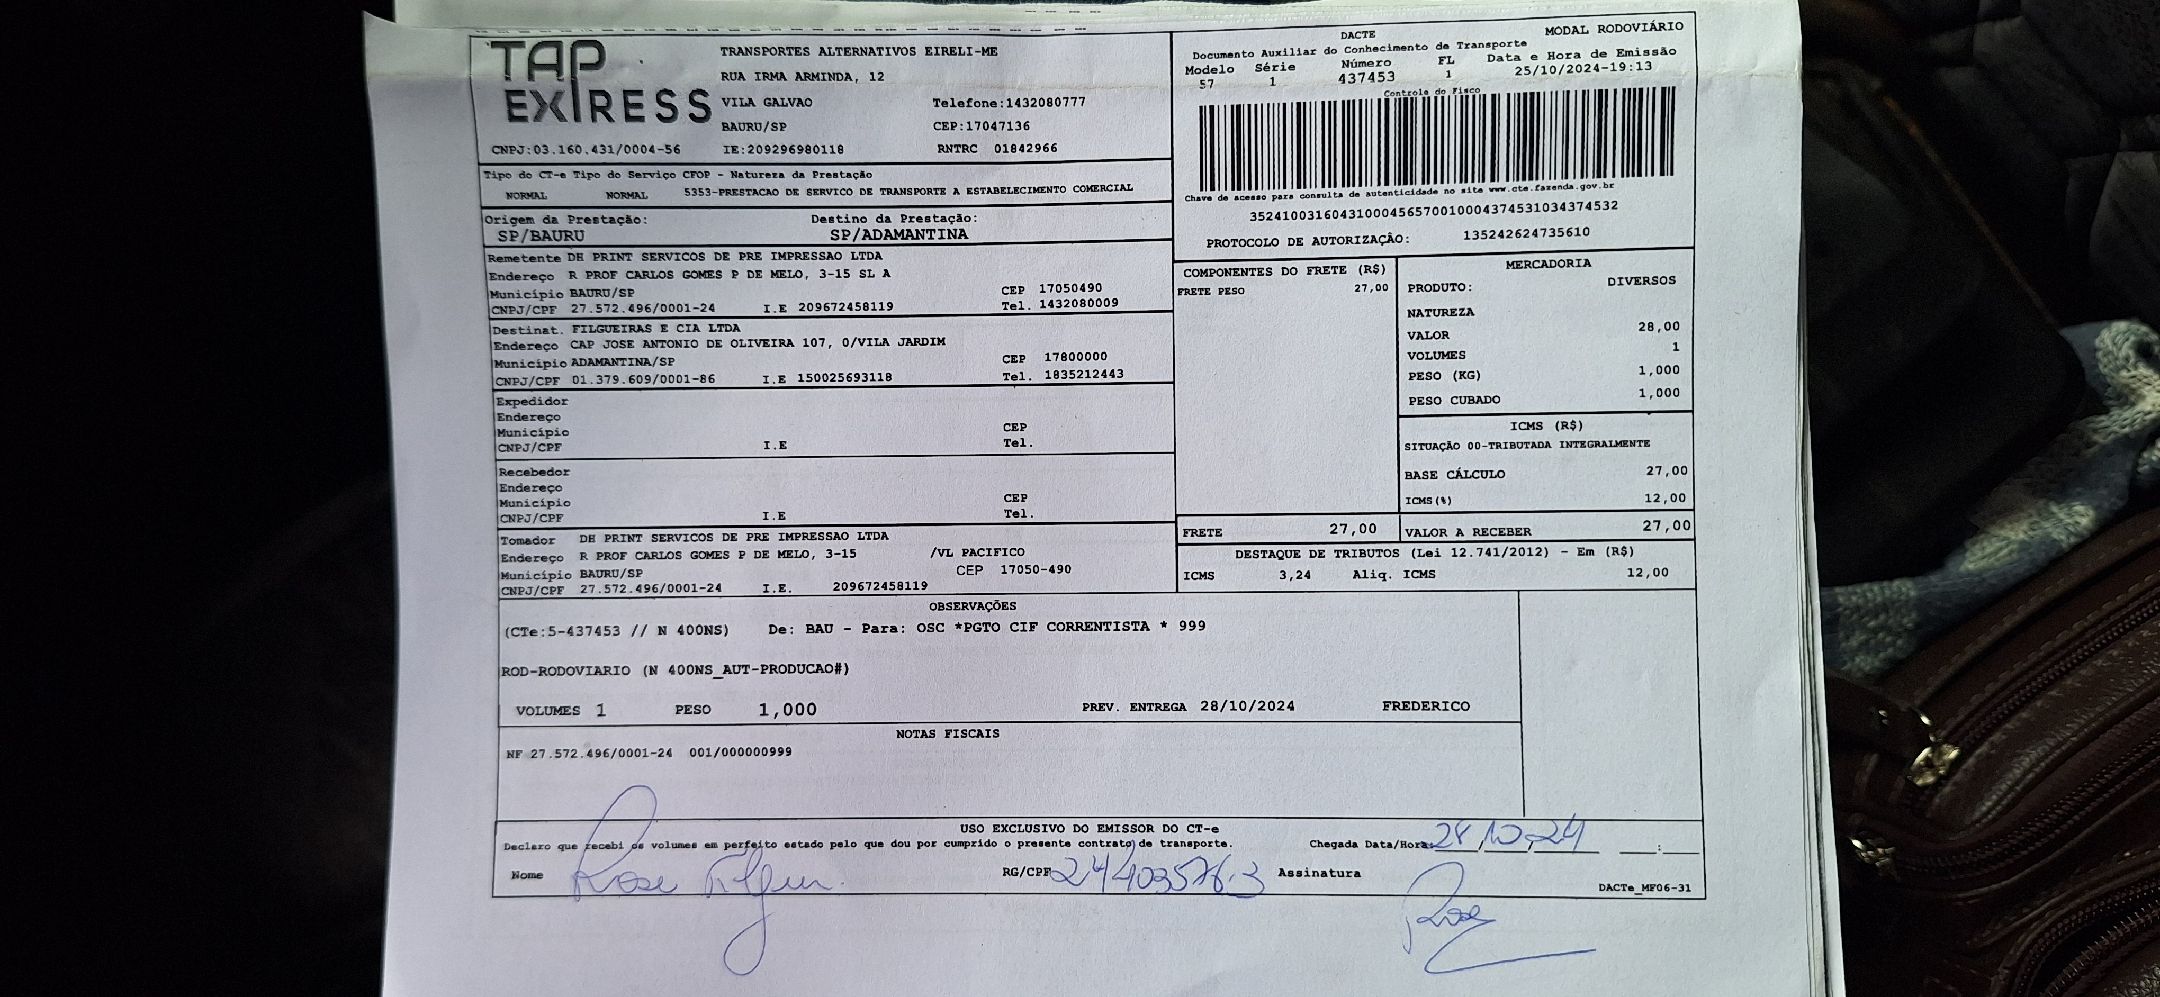 TAP EXPRESS
TRANSPORTES ALTERNATIVOS EIRELI-ME
RUA IRMA ARMINDA, 12
VILA GALVAO Telefone:1432080777
BAURU/SP CEP:17047136
CNPJ:03.160.431/0004-56 IE:209296980118 RNTRC 01842966
DACTE MODAL RODOVIÁRIO
Documento Auxiliar do Conhecimento de Transporte
Modelo Série Número FL Data e Hora de Emissão
57 1 437453 1 25/10/2024-19:13
Controle do Fisco
Chave de acesso para consulta de autenticidade no site www.cte.fazenda.gov.br
35241003160431000456570010004374531034374532
PROTOCOLO DE AUTORIZAÇÂO: 135242624735610
Tipo do CT-e Tipo do Serviço CFOP - Natureza da Prestação
NORMAL NORMAL 5353-PRESTACAO DE SERVICO DE TRANSPORTE A ESTABELECIMENTO COMERCIAL
Origem da Prestação: Destino da Prestação:
SP/BAURU SP/ADAMANTINA
Remetente DH PRINT SERVICOS DE PRE IMPRESSAO LTDA
Endereço R PROF CARLOS GOMES P DE MELO, 3-15 SL A
Município BAURU/SP CEP 17050490
CNPJ/CPF 27.572.496/0001-24 I.E 209672458119 Tel. 1432080009
Destinat. FILGUEIRAS E CIA LTDA
Endereço CAP JOSE ANTONIO DE OLIVEIRA 107, 0/VILA JARDIM
Município ADAMANTINA/SP CEP 17800000
CNPJ/CPF 01.379.609/0001-86 I.E 150025693118 Tel. 1835212443
Expedidor
Endereço
Município CEP
CNPJ/CPF I.E Tel.
Recebedor
Endereço
Município CEP
CNPJ/CPF I.E Tel.
Tomador DH PRINT SERVICOS DE PRE IMPRESSAO LTDA
Endereço R PROF CARLOS GOMES P DE MELO, 3-15 /VL PACIFICO
Município BAURU/SP CEP 17050-490
CNPJ/CPF 27.572.496/0001-24 I.E. 209672458119
COMPONENTES DO FRETE (R$)
FRETE PESO 27,00
MERCADORIA
PRODUTO: DIVERSOS
NATUREZA
VALOR 28,00
VOLUMES 1
PESO (KG) 1,000
PESO CUBADO 1,000
ICMS (R$)
SITUAÇÃO 00-TRIBUTADA INTEGRALMENTE
BASE CÁLCULO 27,00
ICMS(%) 12,00
FRETE 27,00 VALOR A RECEBER 27,00
DESTAQUE DE TRIBUTOS (Lei 12.741/2012) - Em (R$)
ICMS 3,24 Aliq. ICMS 12,00
OBSERVAÇÕES
(CTe:5-437453 // N 400NS) De: BAU - Para: OSC *PGTO CIF CORRENTISTA * 999
ROD-RODOVIARIO (N 400NS_AUT-PRODUCAO#)
VOLUMES 1 PESO 1,000 PREV. ENTREGA 28/10/2024 FREDERICO
NOTAS FISCAIS
NF 27.572.496/0001-24 001/000000999
USO EXCLUSIVO DO EMISSOR DO CT-e
Declaro que recebi os volumes em perfeito estado pelo que dou por cumprido o presente contrato de transporte. Chegada Data/Hora: 28/10/24 __:__
Nome Rose RG/CPF 24403576.3 Assinatura Rose
DACTe_MF06-31